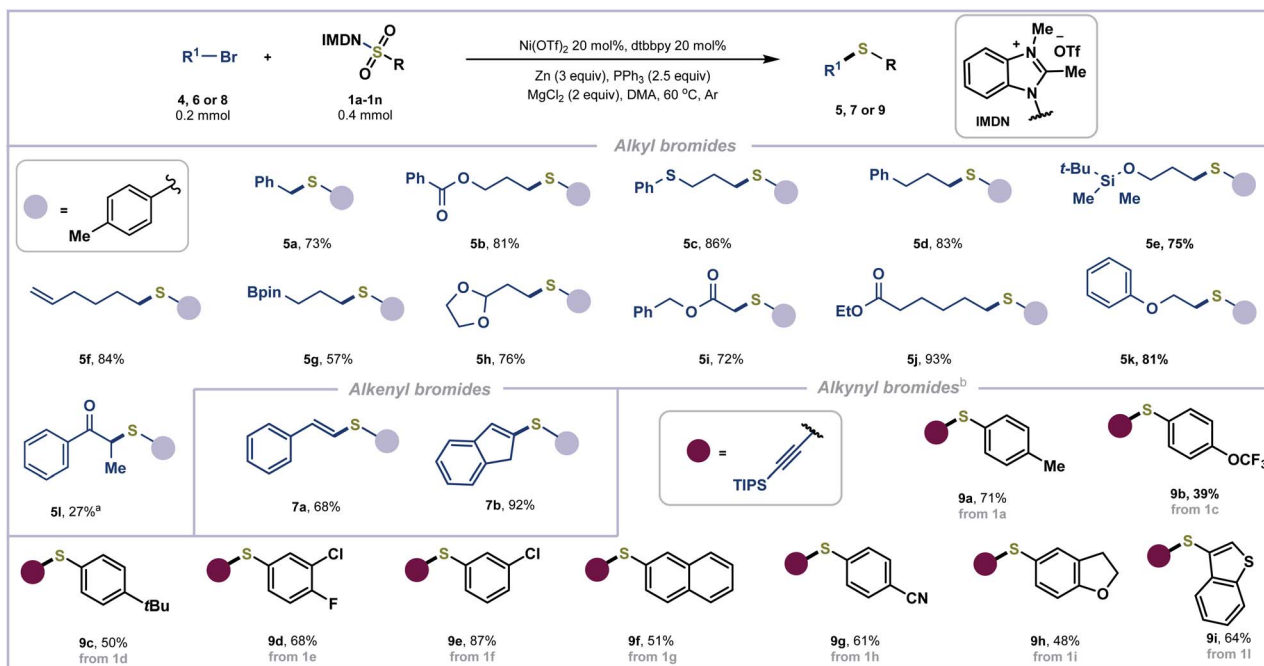 R¹—Br
+
IMDN
S
O
O
R
Ni(OTf)₂ 20 mol%, dtbbpy 20 mol%
Zn (3 equiv), PPh₃ (2.5 equiv)
MgCl₂ (2 equiv), DMA, 60 °C, Ar
R¹
S
R
4, 6 or 8
0.2 mmol
1a-1n
0.4 mmol
5, 7 or 9
Me
N
+
−
OTf
Me
N
IMDN
Alkyl bromides
=
Me
Ph
S
5a, 73%
Ph
O
O
S
5b, 81%
Ph
S
S
5c, 86%
Ph
S
5d, 83%
t-Bu
Si
O
S
Me
Me
5e, 75%
S
5f, 84%
Bpin
S
5g, 57%
O
O
S
5h, 76%
Ph
O
O
S
5i, 72%
O
EtO
S
5j, 93%
O
S
5k, 81%
O
S
Me
5l, 27%ᵃ
Alkenyl bromides
S
7a, 68%
S
7b, 92%
Alkynyl bromidesᵇ
=
TIPS
S
Me
9a, 71%
from 1a
S
OCF₃
9b, 39%
from 1c
S
tBu
9c, 50%
from 1d
S
Cl
F
9d, 68%
from 1e
S
Cl
9e, 87%
from 1f
S
9f, 51%
from 1g
S
CN
9g, 61%
from 1h
S
O
9h, 48%
from 1i
S
S
9i, 64%
from 1l